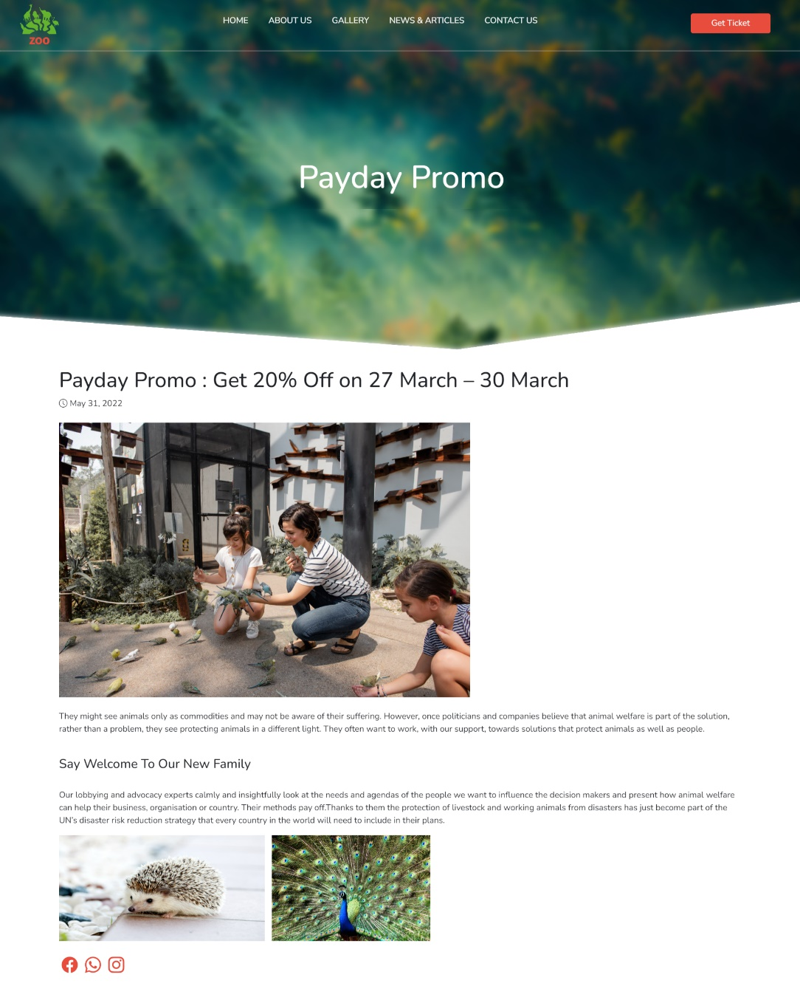 ZOO
HOME ABOUT US GALLERY NEWS & ARTICLES CONTACT US
Get Ticket
Payday Promo
Payday Promo : Get 20% Off on 27 March – 30 March
May 31, 2022
They might see animals only as commodities and may not be aware of their suffering. However, once politicians and companies believe that animal welfare is part of the solution,
rather than a problem, they see protecting animals in a different light. They often want to work, with our support, towards solutions that protect animals as well as people.
Say Welcome To Our New Family
Our lobbying and advocacy experts calmly and insightfully look at the needs and agendas of the people we want to influence the decision makers and present how animal welfare
can help their business, organisation or country. Their methods pay off.Thanks to them the protection of livestock and working animals from disasters has just become part of the
UN’s disaster risk reduction strategy that every country in the world will need to include in their plans.